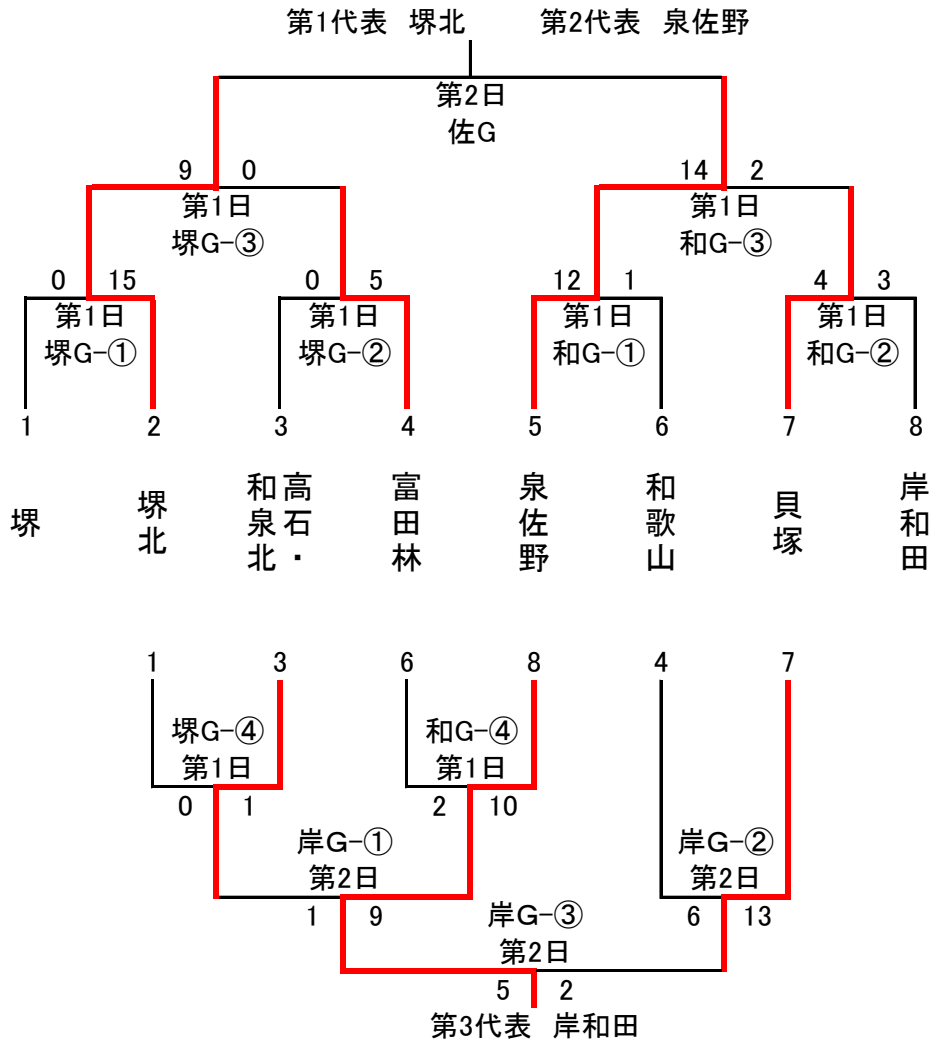 第1代表 堺北 第2代表 泉佐野
第2日
佐G
9 0 14 2
第1日 第1日
堺G-③ 和G-③
0 15 0 5 12 1 4 3
第1日 第1日 第1日 第1日
堺G-① 堺G-② 和G-① 和G-②
1 2 3 4 5 6 7 8
堺
堺北
高石・
和泉北
富田林
泉佐野
和歌山
貝塚
岸和田
1 3 6 8 4 7
堺G-④ 和G-④
第1日 第1日
0 1 2 10
岸G-① 岸G-②
第2日 第2日
1 9 6 13
岸G-③
第2日
5 2
第3代表 岸和田